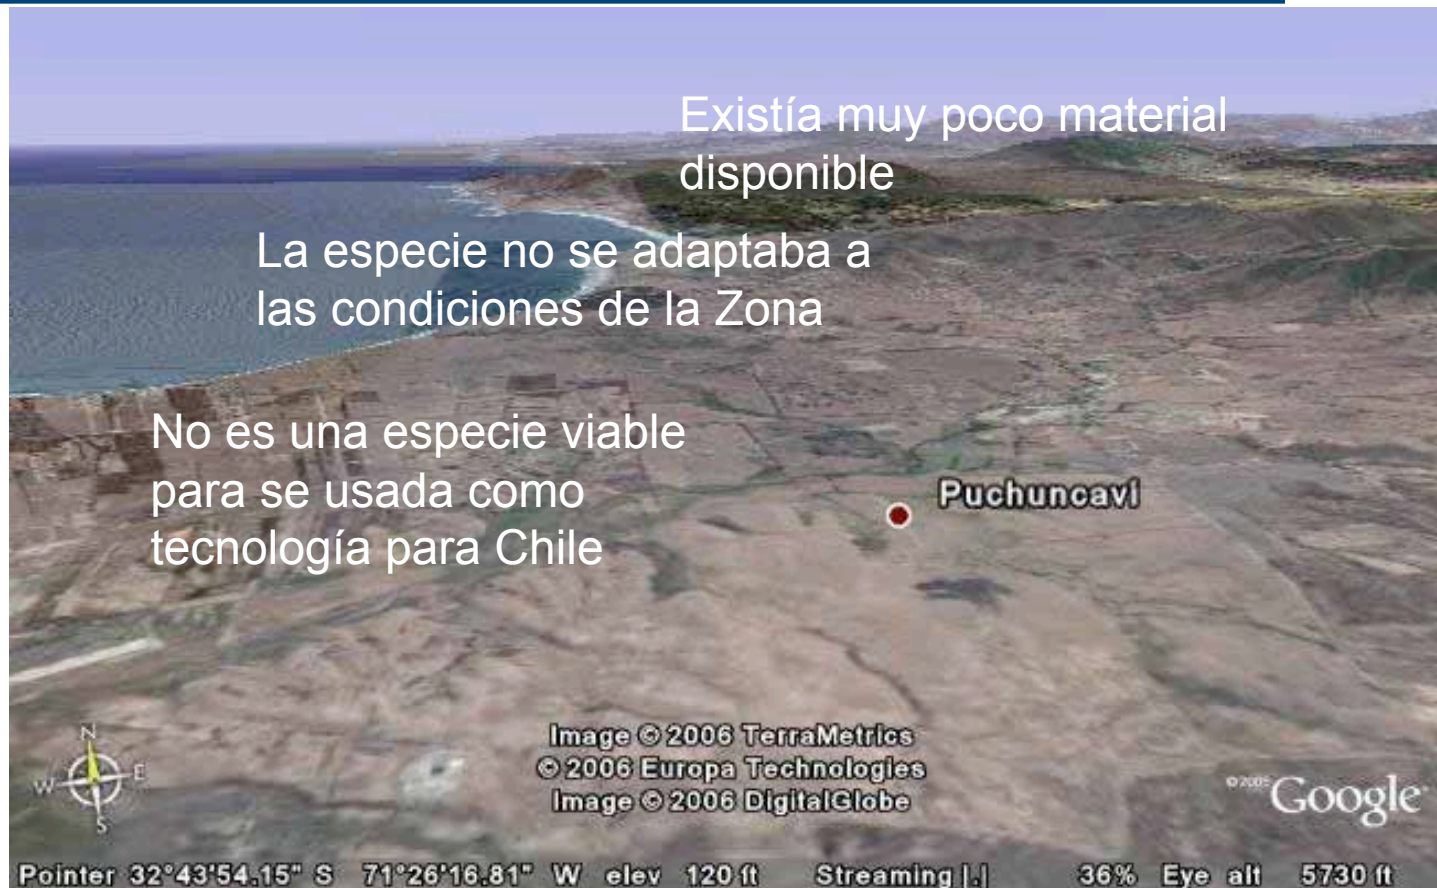 Existía muy poco material
disponible
La especie no se adaptaba a
las condiciones de la Zona
No es una especie viable
para se usada como
tecnología para Chile
Puchuncavi
N
W E
S
Image © 2006 TerraMetrics
© 2006 Europa Technologies
Image © 2006 DigitalGlobe
© 2005 Google
Pointer 32°43'54.15" S 71°26'16.81" W elev 120 ft Streaming |.| 36% Eye alt 5730 ft